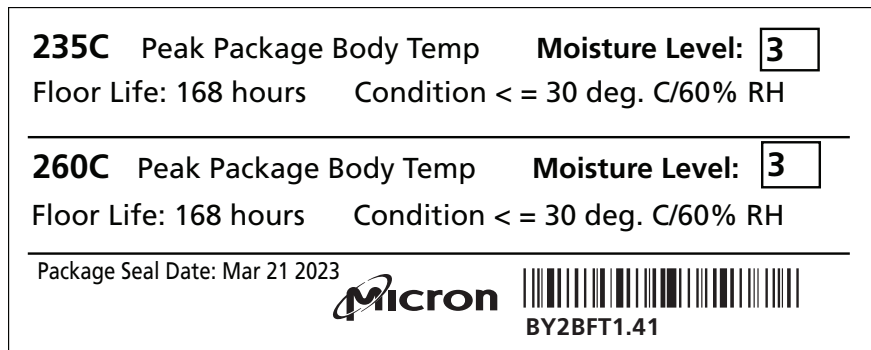 235C Peak Package Body Temp Moisture Level: 3
Floor Life: 168 hours Condition < = 30 deg. C/60% RH
260C Peak Package Body Temp Moisture Level: 3
Floor Life: 168 hours Condition < = 30 deg. C/60% RH
Package Seal Date: Mar 21 2023
Micron
BY2BFT1.41